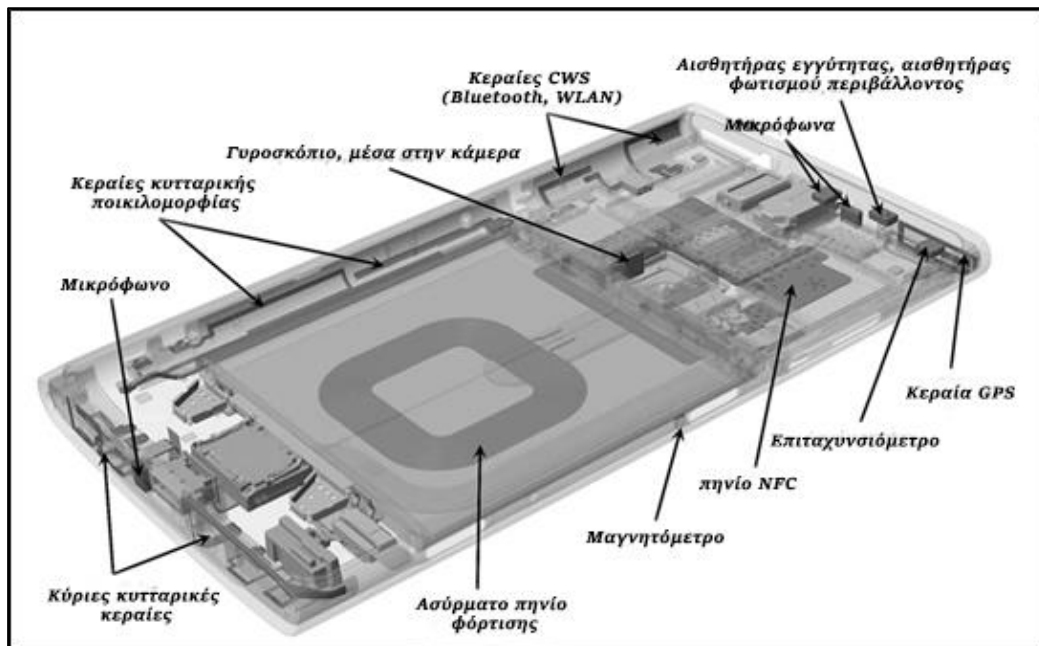 Αισθητήρας εγγύτητας, αισθητήρας
φωτισμού περιβάλλοντος
Κεραίες CWS
(Bluetooth, WLAN)
Μικρόφωνα
Γυροσκόπιο, μέσα στην κάμερα
Κεραίες κυτταρικής
ποικιλομορφίας
Μικρόφωνο
Κεραία GPS
Επιταχυνσιόμετρο
πηνίο NFC
Μαγνητόμετρο
Κύριες κυτταρικές
κεραίες
Ασύρματο πηνίο
φόρτισης